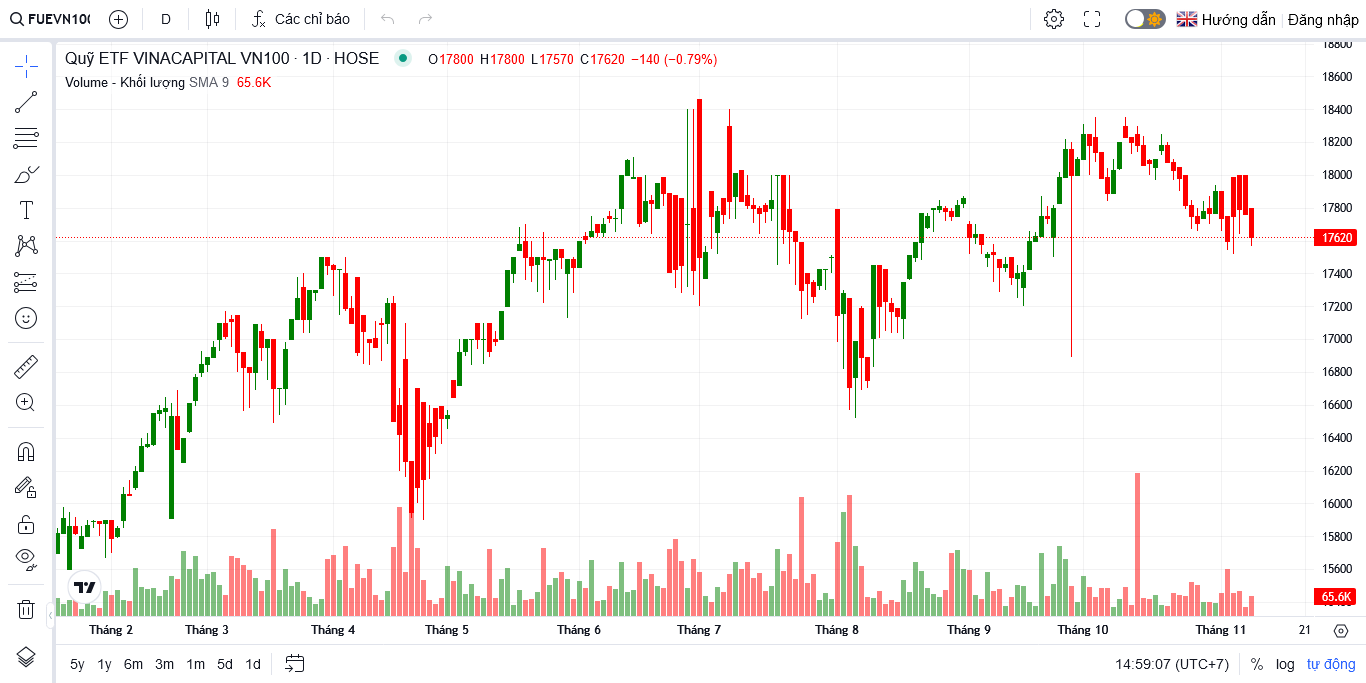 FUEVN100
D
Các chỉ báo
Hướng dẫn
Đăng nhập
Quỹ ETF VINACAPITAL VN100 · 1D · HOSE
O17800 H17800 L17570 C17620 −140 (−0.79%)
Volume - Khối lượng SMA 9 65.6K
18800
18600
18400
18200
18000
17800
17620
17400
17200
17000
16800
16600
16400
16200
16000
15800
15600
65.6K
Tháng 2 Tháng 3 Tháng 4 Tháng 5 Tháng 6 Tháng 7 Tháng 8 Tháng 9 Tháng 10 Tháng 11 21
5y 1y 6m 3m 1m 5d 1d
14:59:07 (UTC+7) % log tự động